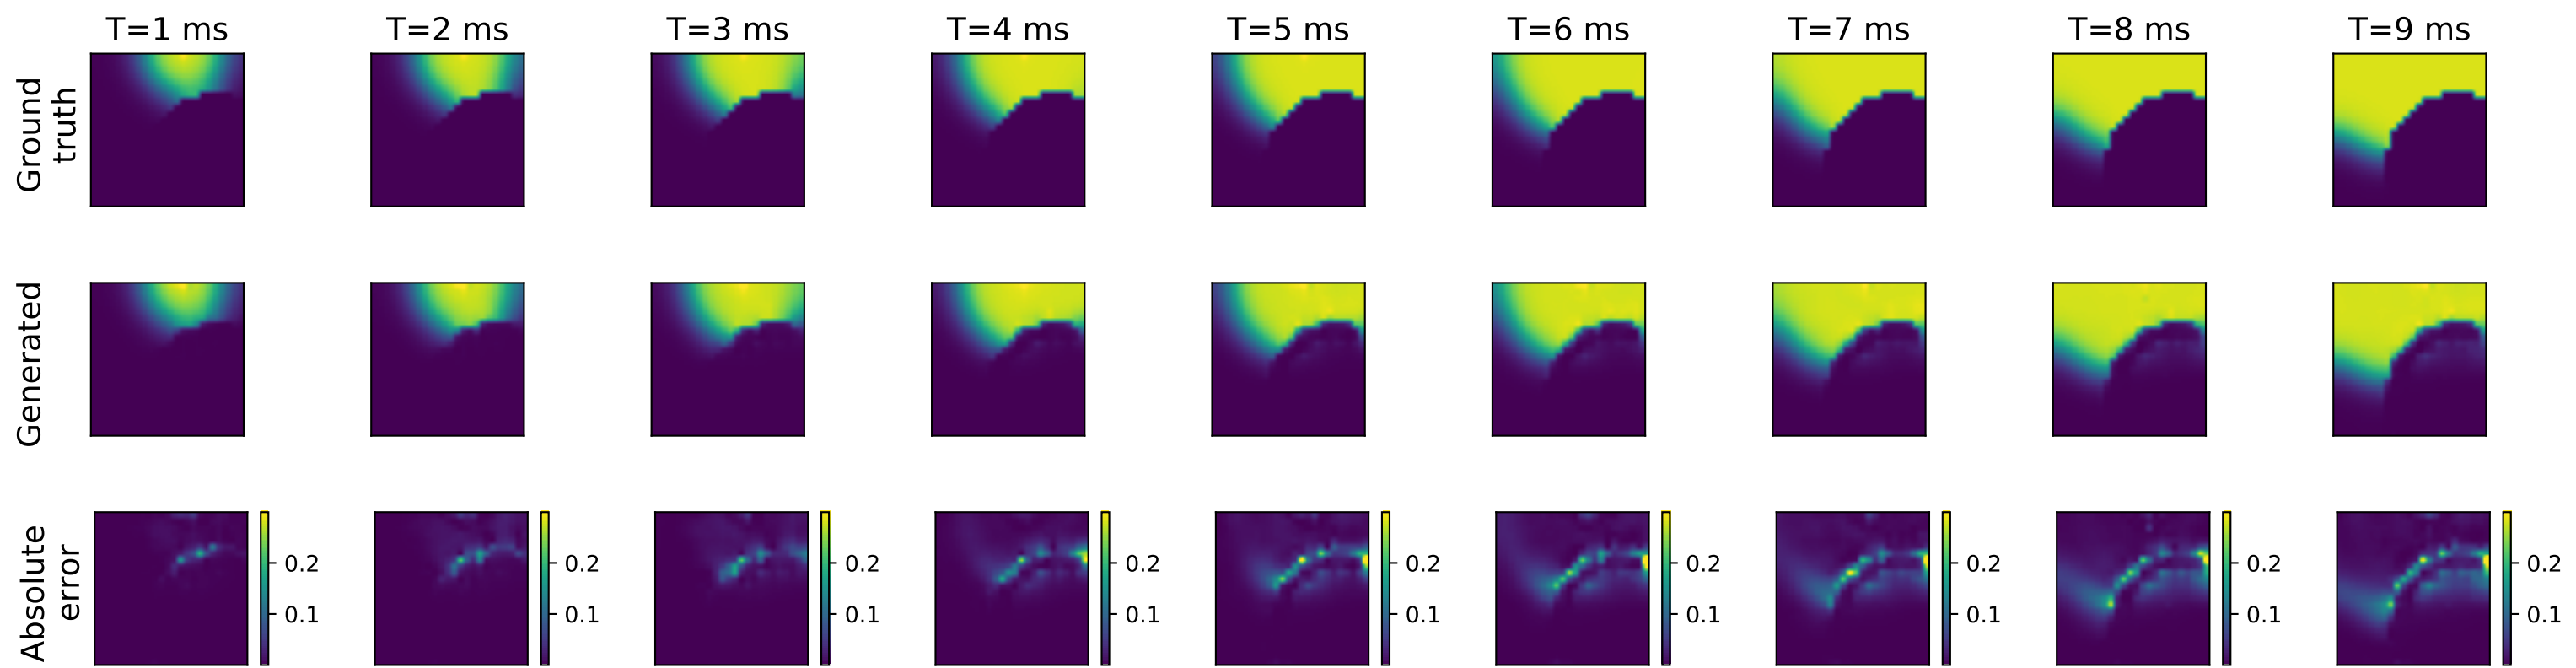 T=1 ms T=2 ms T=3 ms T=4 ms T=5 ms T=6 ms T=7 ms T=8 ms T=9 ms
Ground
truth
Generated
Absolute
error
0.2 0.2 0.2 0.2 0.2 0.2 0.2 0.2 0.2
0.1 0.1 0.1 0.1 0.1 0.1 0.1 0.1 0.1